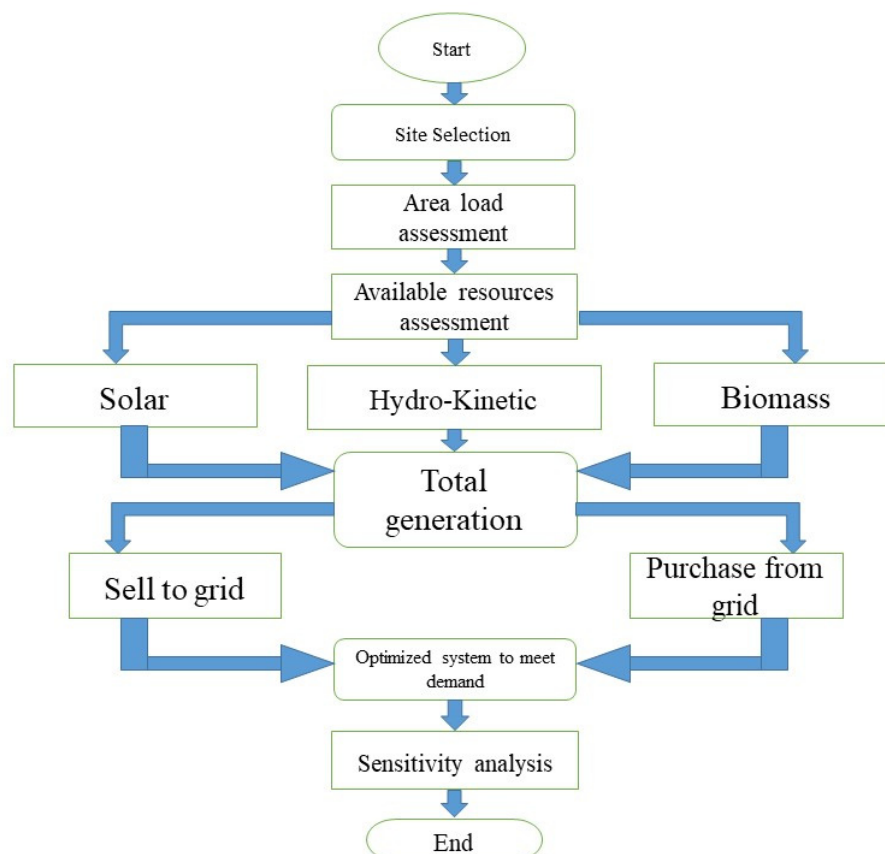 Start
Site Selection
Area load
assessment
Available resources
assessment
Solar
Hydro-Kinetic
Biomass
Total
generation
Sell to grid
Purchase from
grid
Optimized system to meet
demand
Sensitivity analysis
End